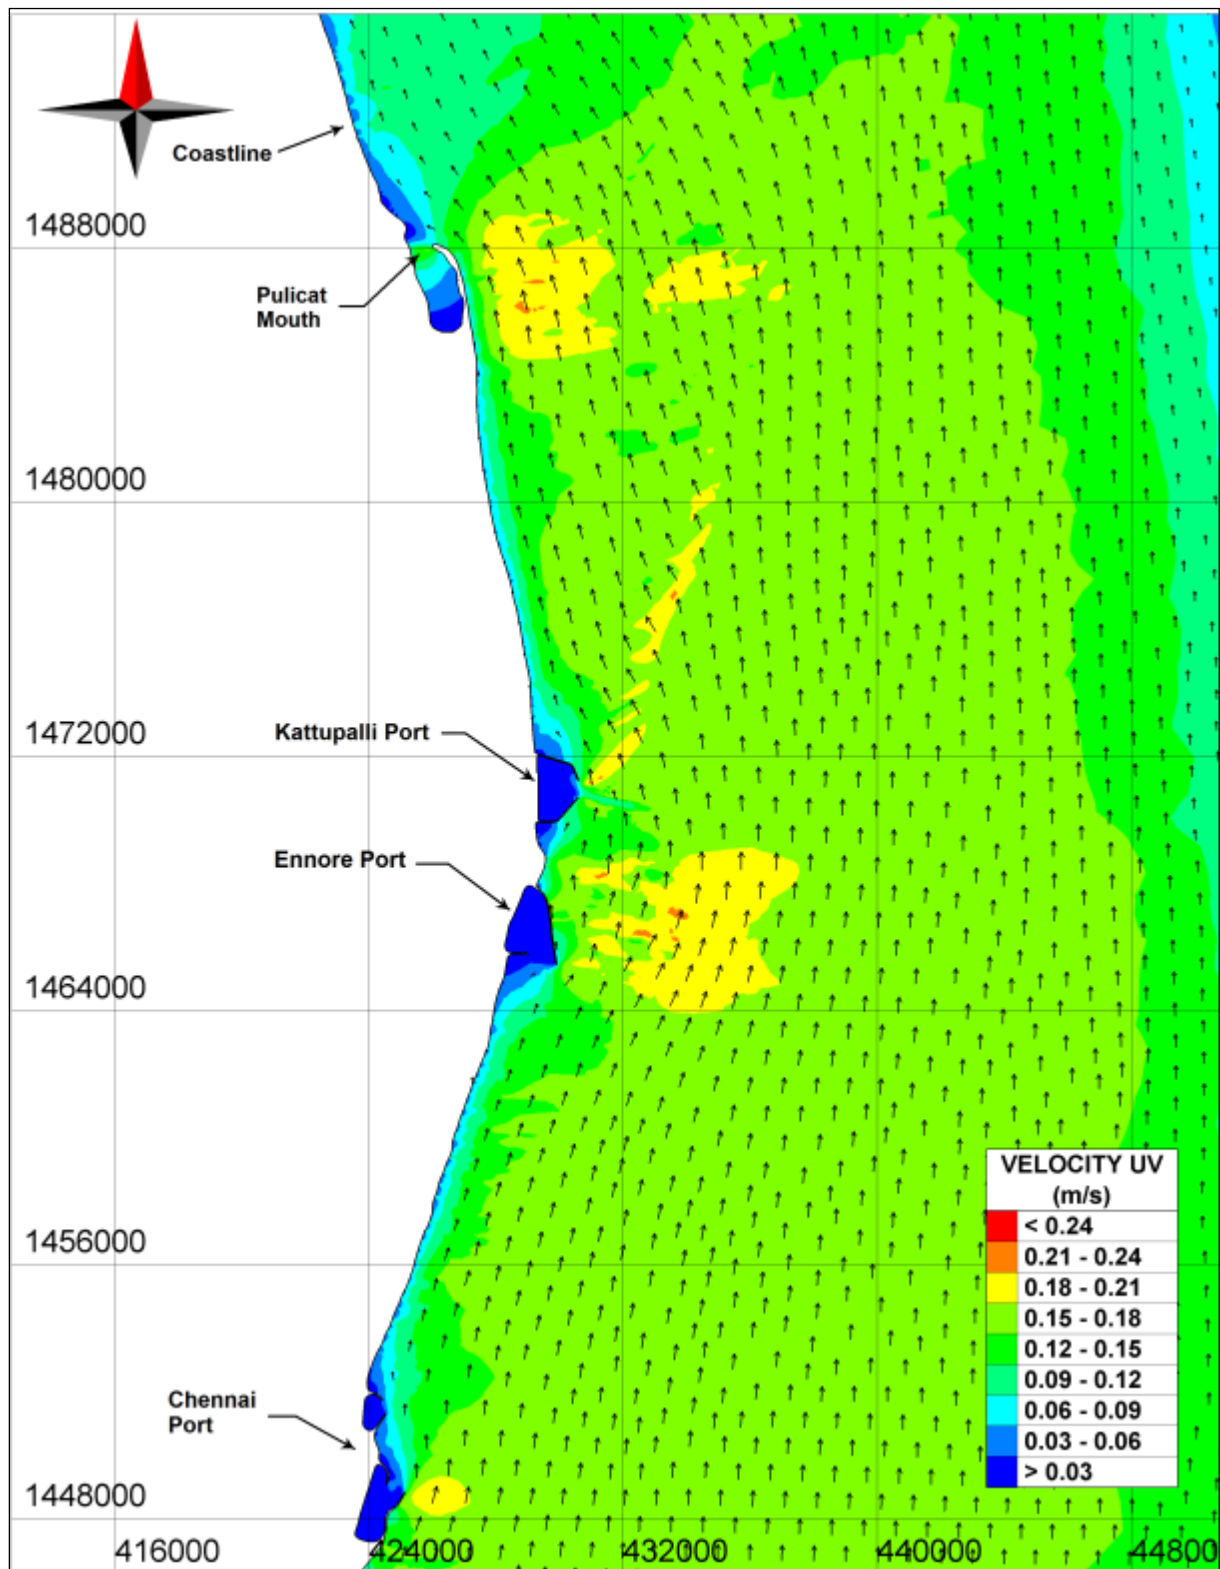 Coastline
1488000
Pulicat
Mouth
1480000
1472000
Kattupalli Port
Ennore Port
1464000
VELOCITY UV
(m/s)
< 0.24
0.21 - 0.24
0.18 - 0.21
0.15 - 0.18
0.12 - 0.15
0.09 - 0.12
0.06 - 0.09
0.03 - 0.06
> 0.03
1456000
Chennai
Port
1448000
416000
424000
432000
440000
448000